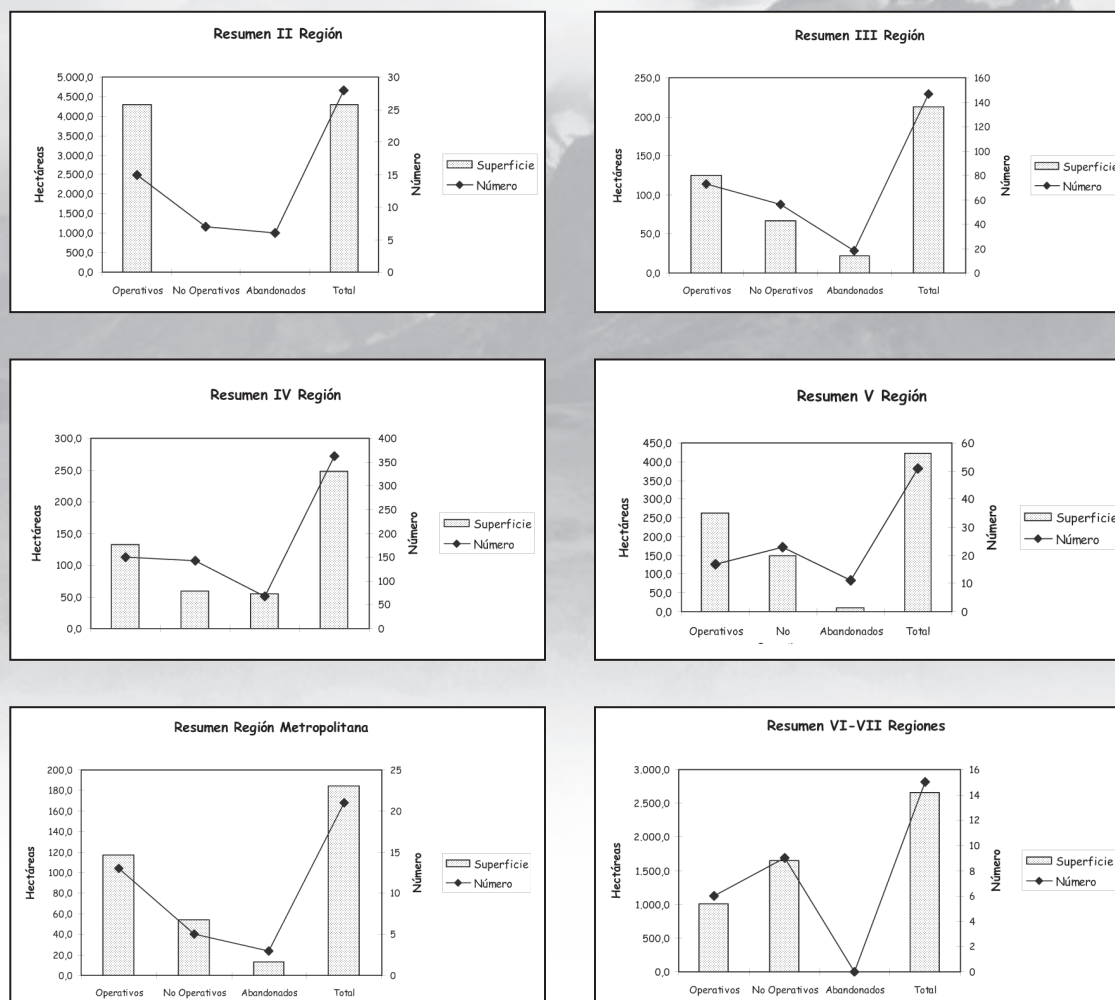 Resumen II Región
5.000,0
4.500,0
4.000,0
3.500,0
3.000,0
2.500,0
2.000,0
1.500,0
1.000,0
500,0
0,0
Hectáreas
30
25
20
15
10
5
0
Número
Operativos No Operativos Abandonados Total
Superficie
Número
Resumen III Región
250,0
200,0
150,0
100,0
50,0
0,0
Hectáreas
160
140
120
100
80
60
40
20
0
Número
Operativos No Operativos Abandonados Total
Superficie
Número
Resumen IV Región
300,0
250,0
200,0
150,0
100,0
50,0
0,0
Hectáreas
400
350
300
250
200
150
100
50
0
Número
Superficie
Número
Resumen V Región
450,0
400,0
350,0
300,0
250,0
200,0
150,0
100,0
50,0
0,0
Hectáreas
60
50
40
30
20
10
0
Número
Operativos No Abandonados Total
Superficie
Número
Resumen Región Metropolitana
200,0
180,0
160,0
140,0
120,0
100,0
80,0
60,0
40,0
20,0
0,0
Hectáreas
25
20
15
10
5
0
Número
Operativos No Operativos Abandonados Total
Superficie
Número
Resumen VI-VII Regiones
3.000,0
2.500,0
2.000,0
1.500,0
1.000,0
500,0
0,0
Hectáreas
16
14
12
10
8
6
4
2
0
Número
Operativos No Operativos Abandonados Total
Superficie
Número